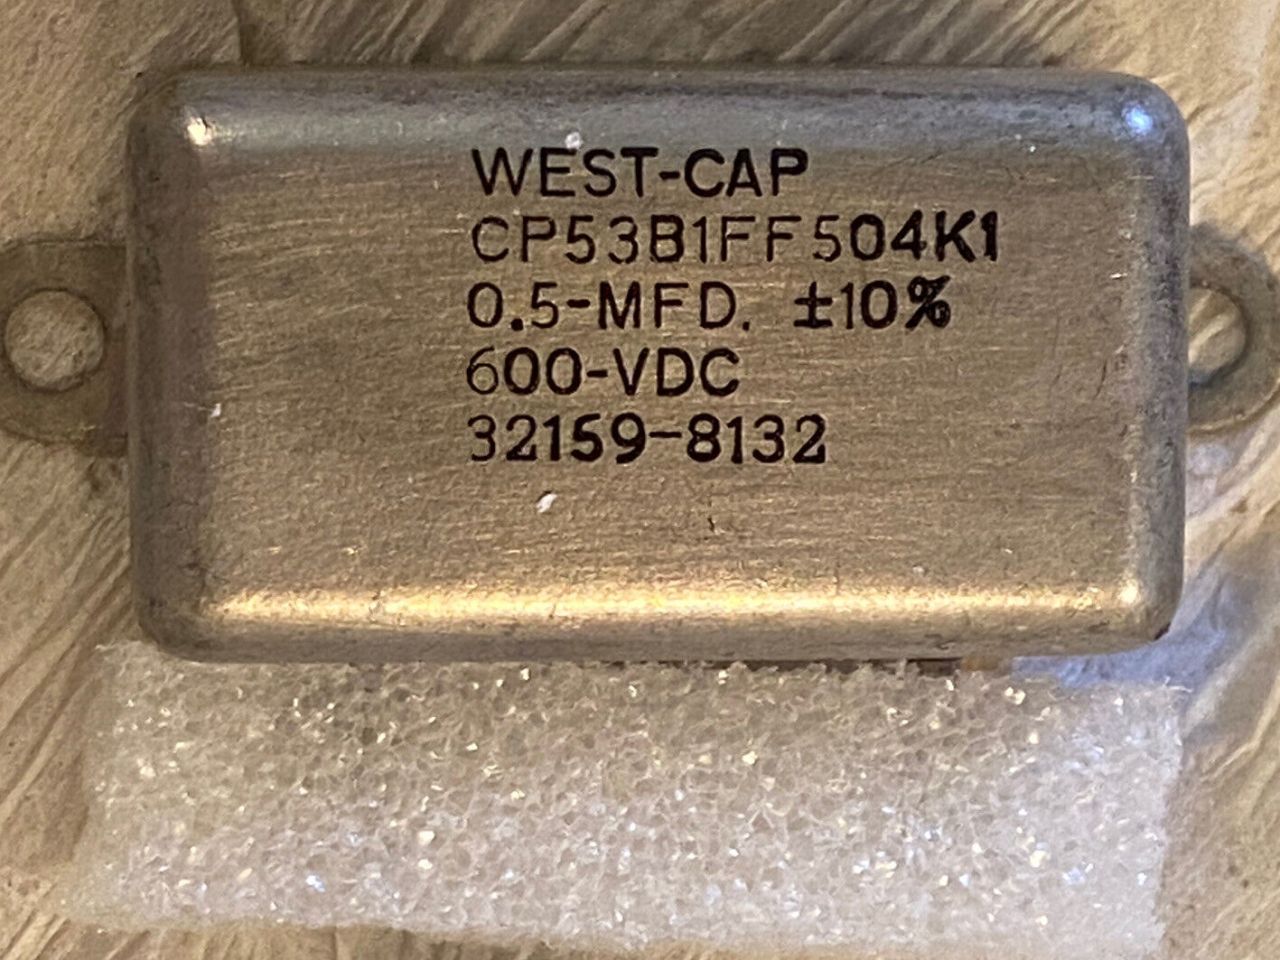 WEST-CAP
CP53B1FF504K1
0.5-MFD. ±10%
600-VDC
32159-8132